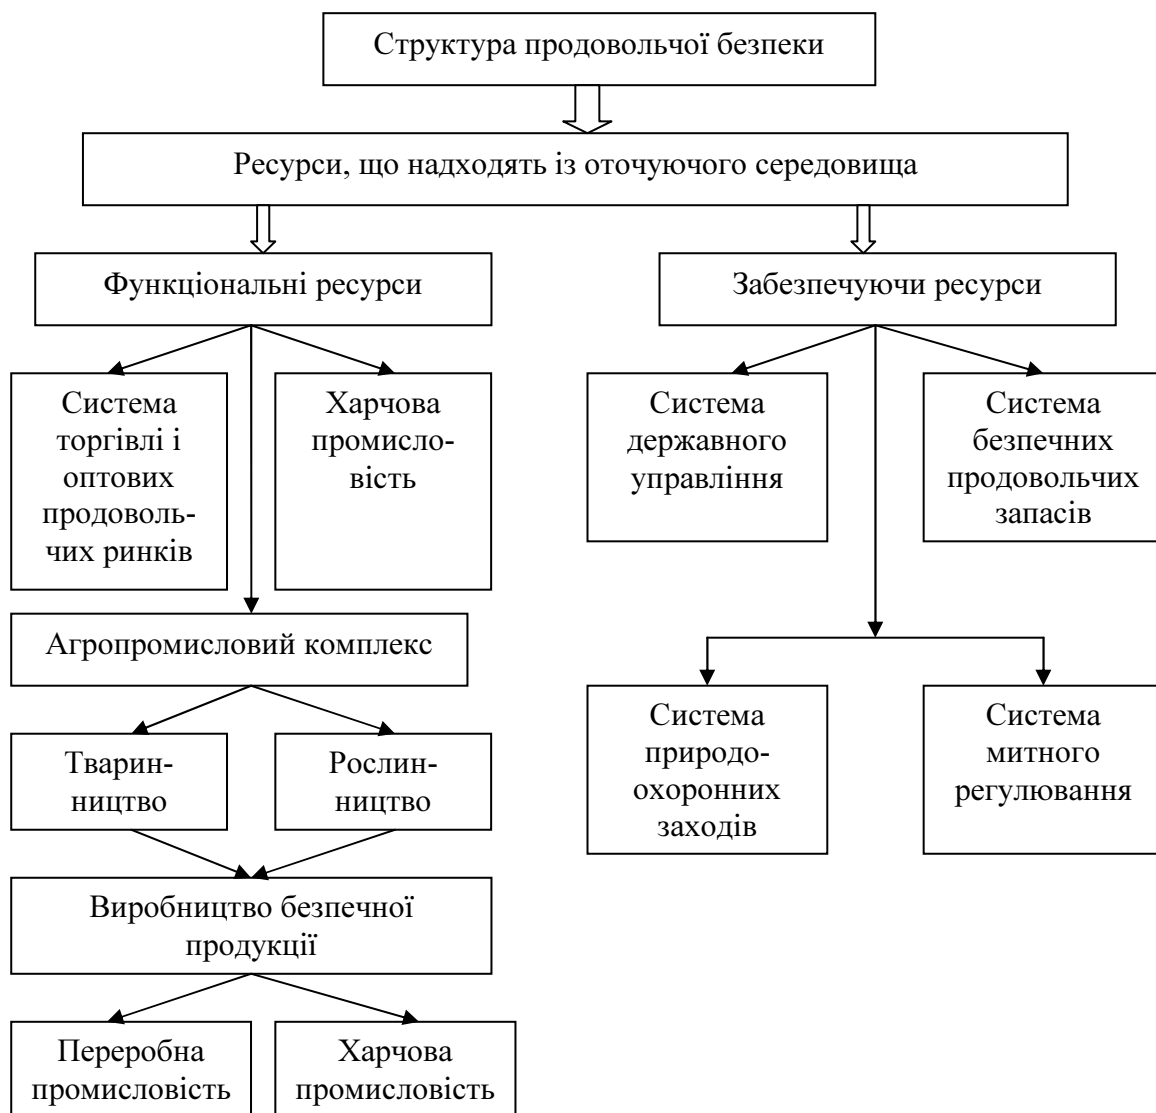 Структура продовольчої безпеки
Ресурси, що надходять із оточуючого середовища
Функціональні ресурси
Забезпечуючи ресурси
Система
торгівлі і
оптових
продоволь-
чих ринків
Харчова
промисло-
вість
Система
державного
управління
Система
безпечних
продовольчих
запасів
Агропромисловий комплекс
Тварин-
ництво
Рослин-
ництво
Система
природо-
охоронних
заходів
Система
митного
регулювання
Виробництво безпечної
продукції
Переробна
промисловість
Харчова
промисловість